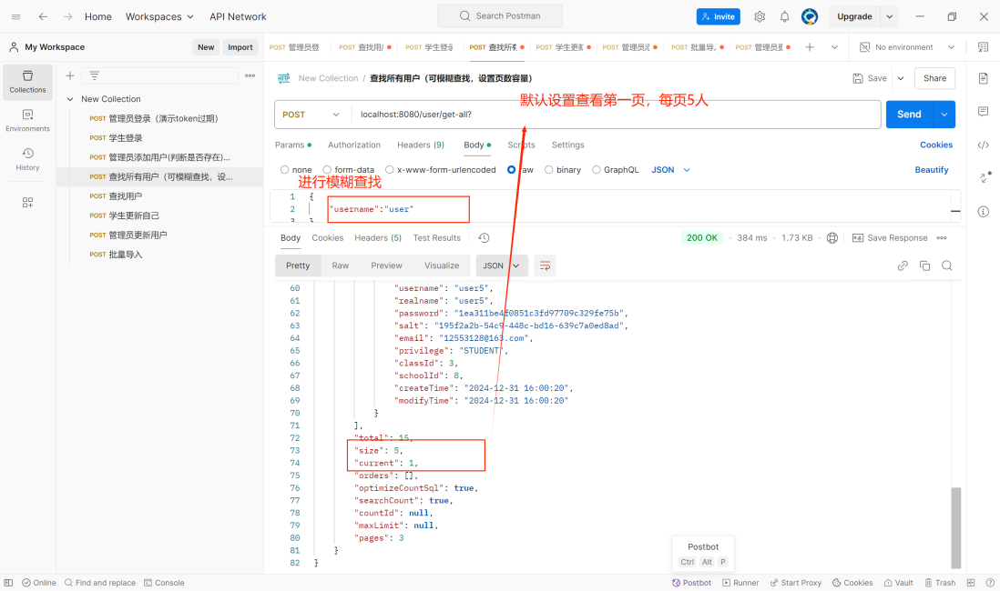 Home Workspaces API Network Search Postman Invite Upgrade
My Workspace New Import
POST 管理员登 POST 查找用户 POST 学生登录 POST 查找所有 POST 学生更新 POST 管理员添 POST 批量导入 POST 管理员更 No environment
Collections
Environments
History
New Collection
POST 管理员登录（演示token过期）
POST 学生登录
POST 管理员添加用户(判断是否存在)...
POST 查找所有用户（可模糊查找，设...
POST 查找用户
POST 学生更新自己
POST 管理员更新用户
POST 批量导入
HTTP New Collection / 查找所有用户（可模糊查找，设置页数容量） Save Share
默认设置查看第一页，每页5人
POST localhost:8080/user/get-all? Send
Params Authorization Headers (9) Body Scripts Settings Cookies
none form-data x-www-form-urlencoded raw binary GraphQL JSON Beautify
进行模糊查找
1 {
2 "username":"user"
3 }
Body Cookies Headers (5) Test Results 200 OK 384 ms 1.73 KB Save Response
Pretty Raw Preview Visualize JSON
60 "username": "user5",
61 "realname": "user5",
62 "password": "1ea311be4f0851c3fd97709c329fe75b",
63 "salt": "195f2a2b-54c9-448c-bd16-639c7a0ed8ad",
64 "email": "12553128@163.com",
65 "privilege": "STUDENT",
66 "classId": 3,
67 "schoolId": 8,
68 "createTime": "2024-12-31 16:00:20",
69 "modifyTime": "2024-12-31 16:00:20"
70 }
71 ],
72 "total": 15,
73 "size": 5,
74 "current": 1,
75 "orders": [],
76 "optimizeCountSql": true,
77 "searchCount": true,
78 "countId": null,
79 "maxLimit": null,
80 "pages": 3
81 }
82 }
Postbot
Ctrl Alt P
Online Find and replace Console Postbot Runner Start Proxy Cookies Vault Trash